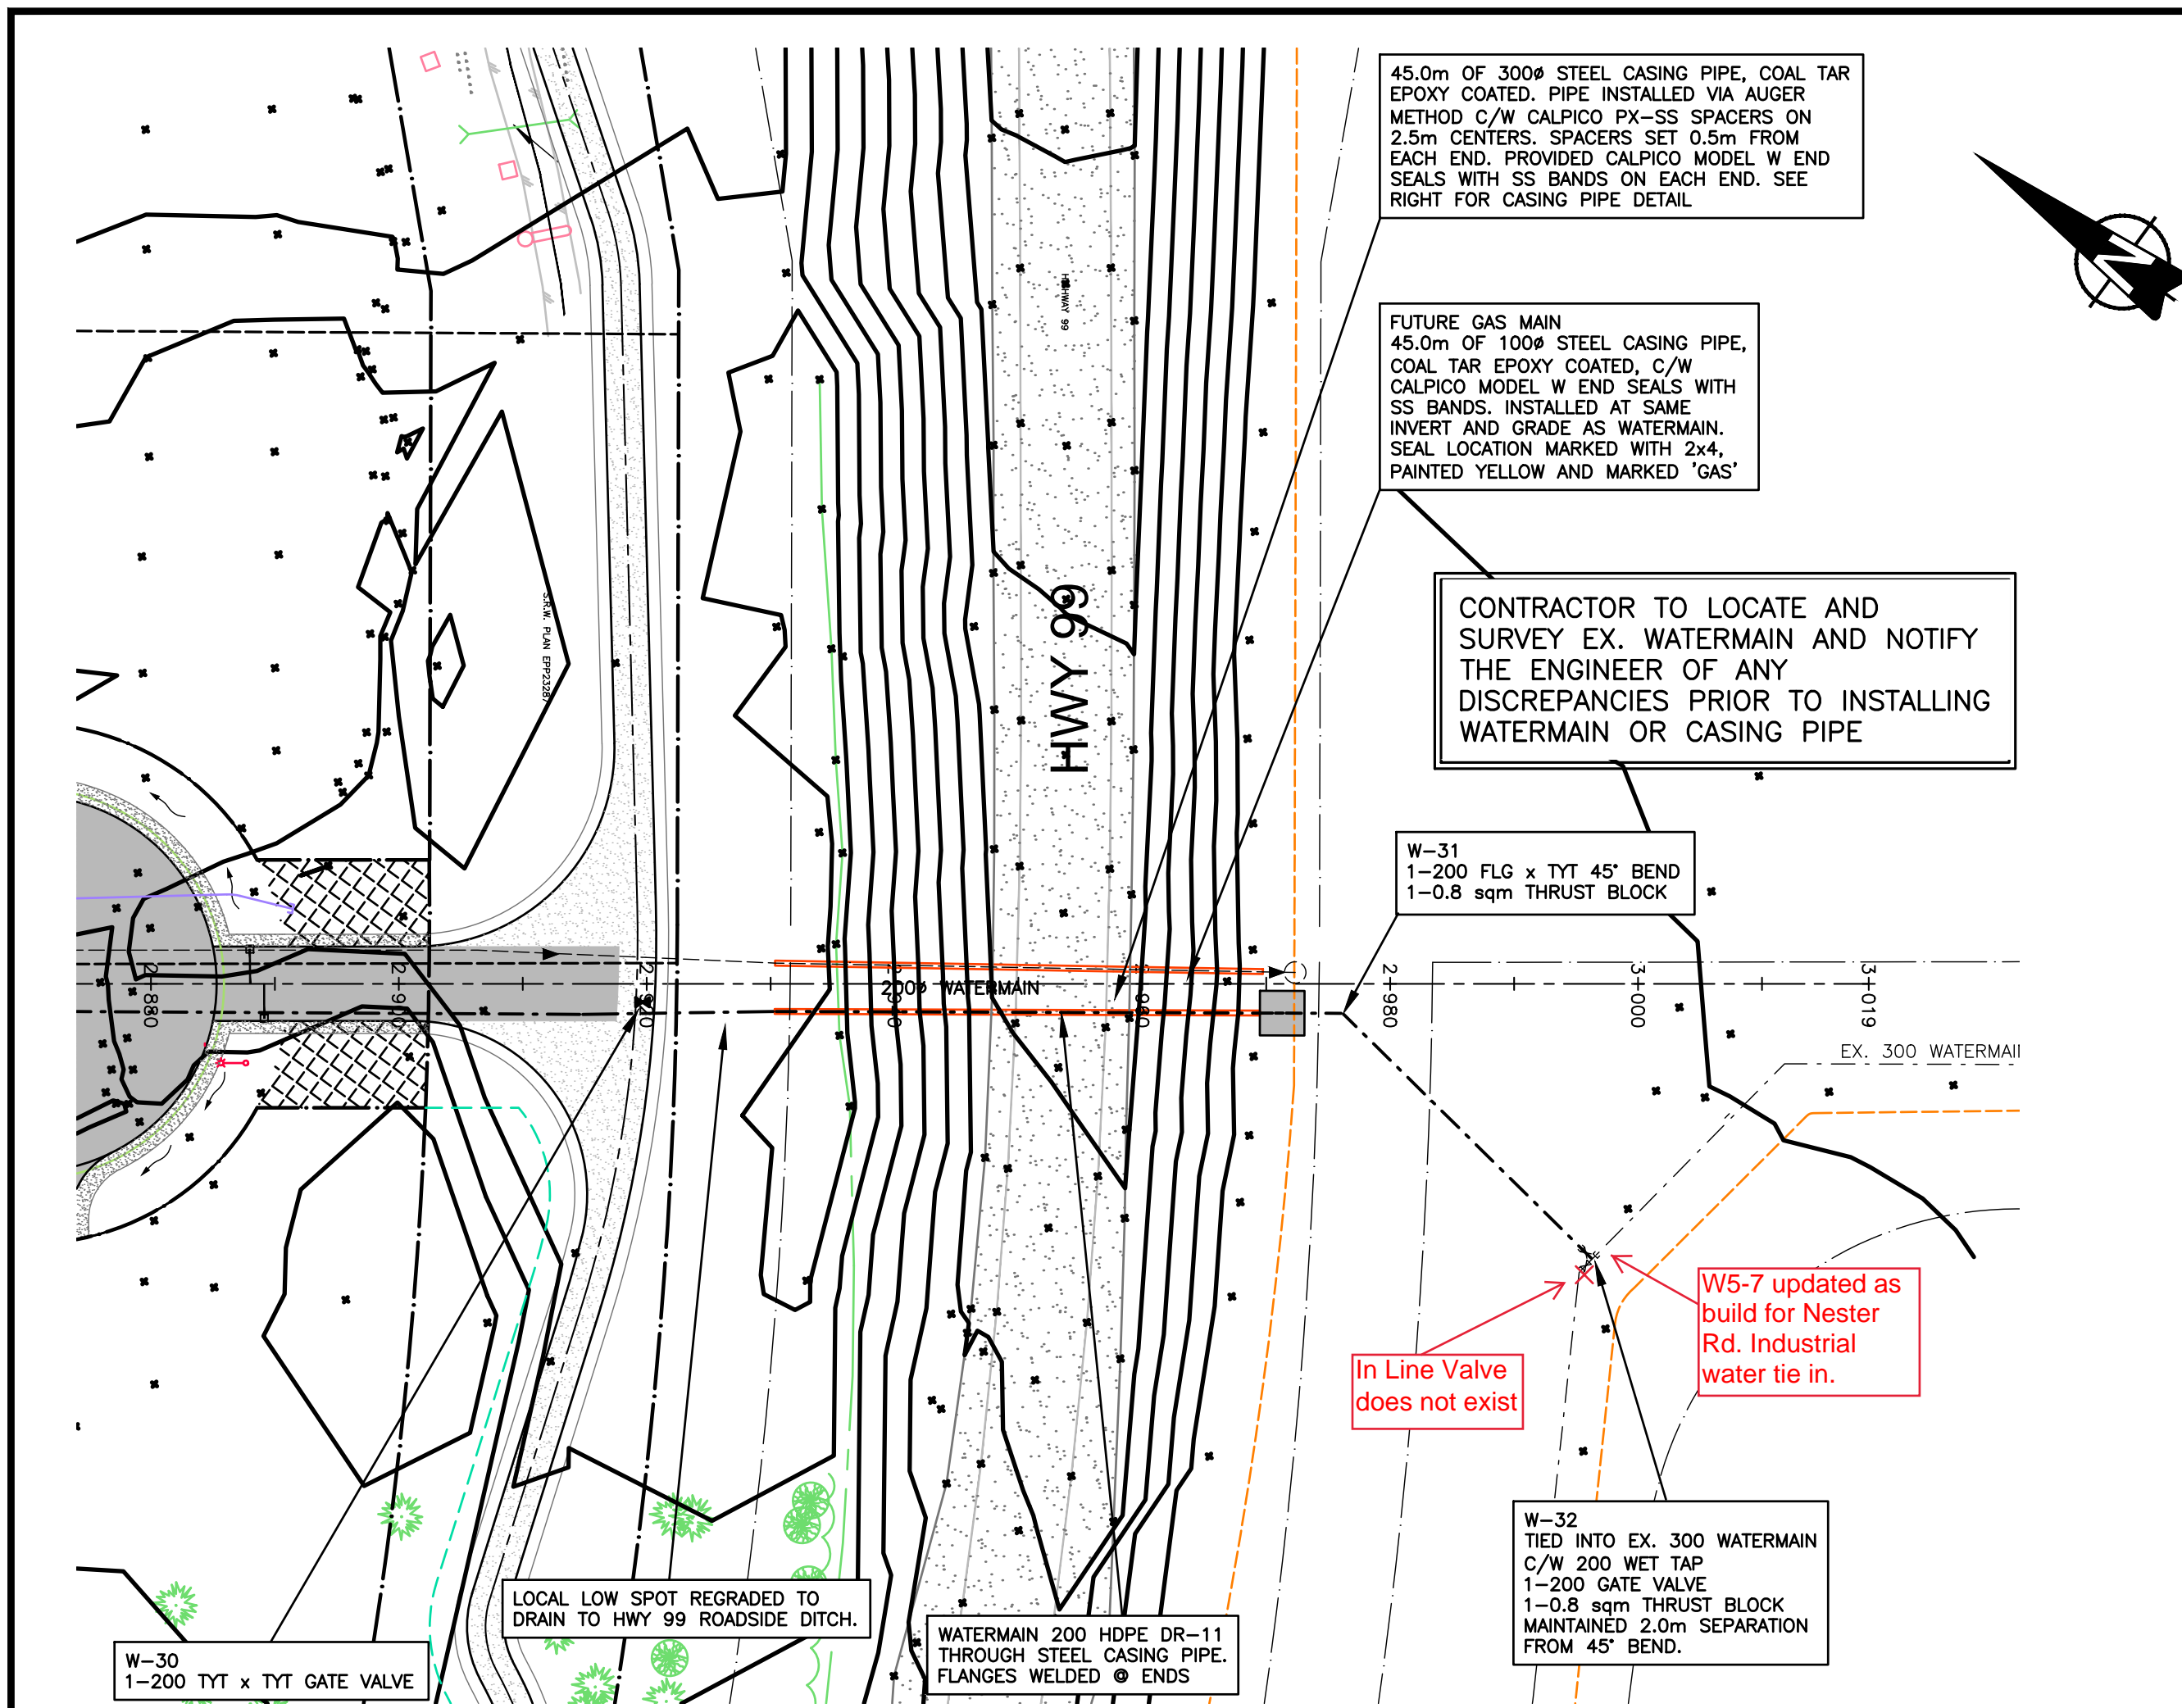 45.0m OF 300ø STEEL CASING PIPE, COAL TAR
EPOXY COATED. PIPE INSTALLED VIA AUGER
METHOD C/W CALPICO PX-SS SPACERS ON
2.5m CENTERS. SPACERS SET 0.5m FROM
EACH END. PROVIDED CALPICO MODEL W END
SEALS WITH SS BANDS ON EACH END. SEE
RIGHT FOR CASING PIPE DETAIL
FUTURE GAS MAIN
45.0m OF 100ø STEEL CASING PIPE,
COAL TAR EPOXY COATED, C/W
CALPICO MODEL W END SEALS WITH
SS BANDS. INSTALLED AT SAME
INVERT AND GRADE AS WATERMAIN.
SEAL LOCATION MARKED WITH 2x4,
PAINTED YELLOW AND MARKED 'GAS'
HIGHWAY 99
HWY 99
S.R.W. PLAN EPP23287
CONTRACTOR TO LOCATE AND
SURVEY EX. WATERMAIN AND NOTIFY
THE ENGINEER OF ANY
DISCREPANCIES PRIOR TO INSTALLING
WATERMAIN OR CASING PIPE
W-31
1-200 FLG x TYT 45° BEND
1-0.8 sqm THRUST BLOCK
2+880
2+900
2+920
2+940
2+960
2+980
3+000
3+019
200ø WATERMAIN
EX. 300 WATERMAI
W5-7 updated as
build for Nester
Rd. Industrial
water tie in.
In Line Valve
does not exist
W-32
TIED INTO EX. 300 WATERMAIN
C/W 200 WET TAP
1-200 GATE VALVE
1-0.8 sqm THRUST BLOCK
MAINTAINED 2.0m SEPARATION
FROM 45° BEND.
LOCAL LOW SPOT REGRADED TO
DRAIN TO HWY 99 ROADSIDE DITCH.
WATERMAIN 200 HDPE DR-11
THROUGH STEEL CASING PIPE.
FLANGES WELDED @ ENDS
W-30
1-200 TYT x TYT GATE VALVE